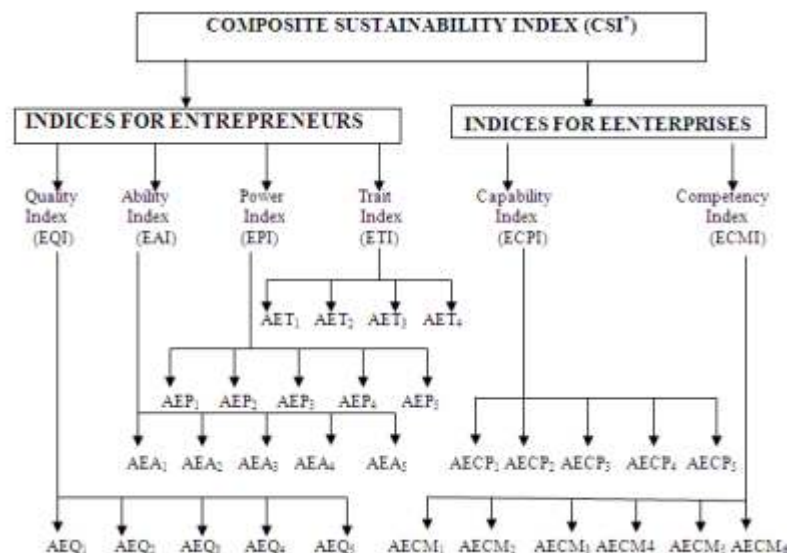 COMPOSITE SUSTAINABILITY INDEX (CSI*)
INDICES FOR ENTREPRENEURS
INDICES FOR EENTERPRISES
Quality Index (EQI)
Ability Index (EAI)
Power Index (EPI)
Trait Index (ETI)
Capability Index (ECPI)
Competency Index (ECMI)
AET₁ AET₂ AET₃ AET₄
AEP₁ AEP₂ AEP₃ AEP₄ AEP₅
AEA₁ AEA₂ AEA₃ AEA₄ AEA₅
AECP₁ AECP₂ AECP₃ AECP₄ AECP₅
AEQ₁ AEQ₂ AEQ₃ AEQ₄ AEQ₅
AECM₁ AECM₂ AECM₃ AECM4 AECM₅ AECM₆